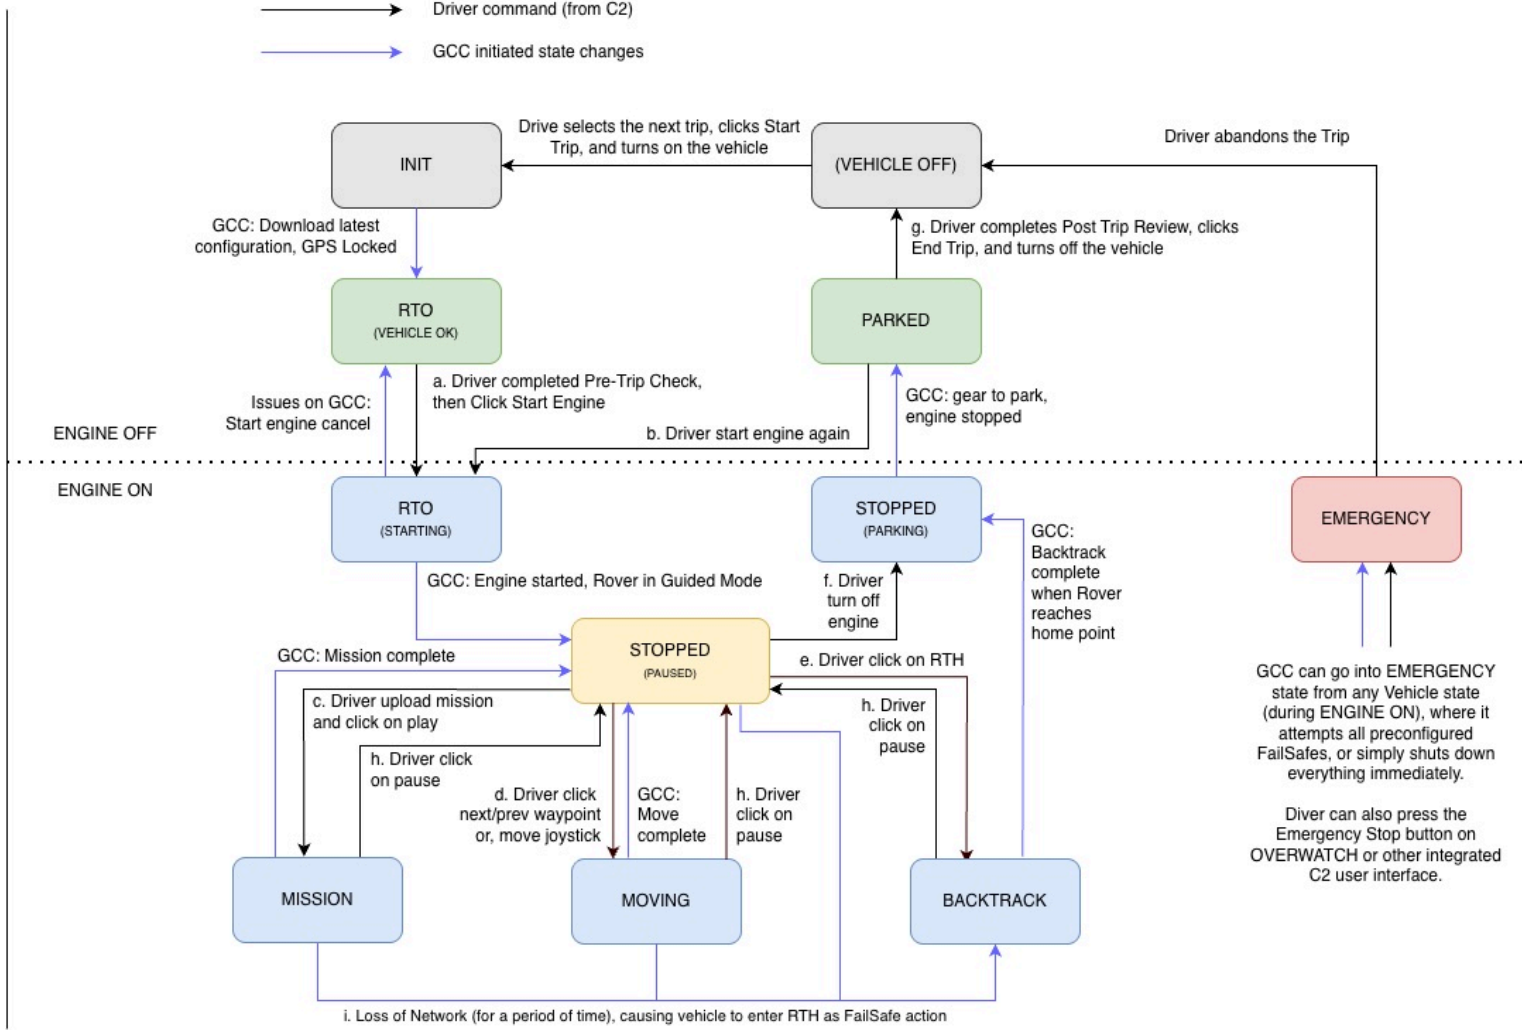 Driver command (from C2)
GCC initiated state changes
INIT
Drive selects the next trip, clicks Start
Trip, and turns on the vehicle
(VEHICLE OFF)
Driver abandons the Trip
GCC: Download latest
configuration, GPS Locked
g. Driver completes Post Trip Review, clicks
End Trip, and turns off the vehicle
RTO
(VEHICLE OK)
PARKED
a. Driver completed Pre-Trip Check,
then Click Start Engine
Issues on GCC:
Start engine cancel
GCC: gear to park,
engine stopped
b. Driver start engine again
ENGINE OFF
ENGINE ON
RTO
(STARTING)
STOPPED
(PARKING)
EMERGENCY
GCC:
Backtrack
complete
when Rover
reaches
home point
GCC: Engine started, Rover in Guided Mode
f. Driver
turn off
engine
STOPPED
(PAUSED)
GCC: Mission complete
e. Driver click on RTH
c. Driver upload mission
and click on play
h. Driver
click on
pause
h. Driver click
on pause
d. Driver click
next/prev waypoint
or, move joystick
GCC:
Move
complete
h. Driver
click on
pause
GCC can go into EMERGENCY
state from any Vehicle state
(during ENGINE ON), where it
attempts all preconfigured
FailSafes, or simply shuts down
everything immediately.
Diver can also press the
Emergency Stop button on
OVERWATCH or other integrated
C2 user interface.
MISSION
MOVING
BACKTRACK
i. Loss of Network (for a period of time), causing vehicle to enter RTH as FailSafe action